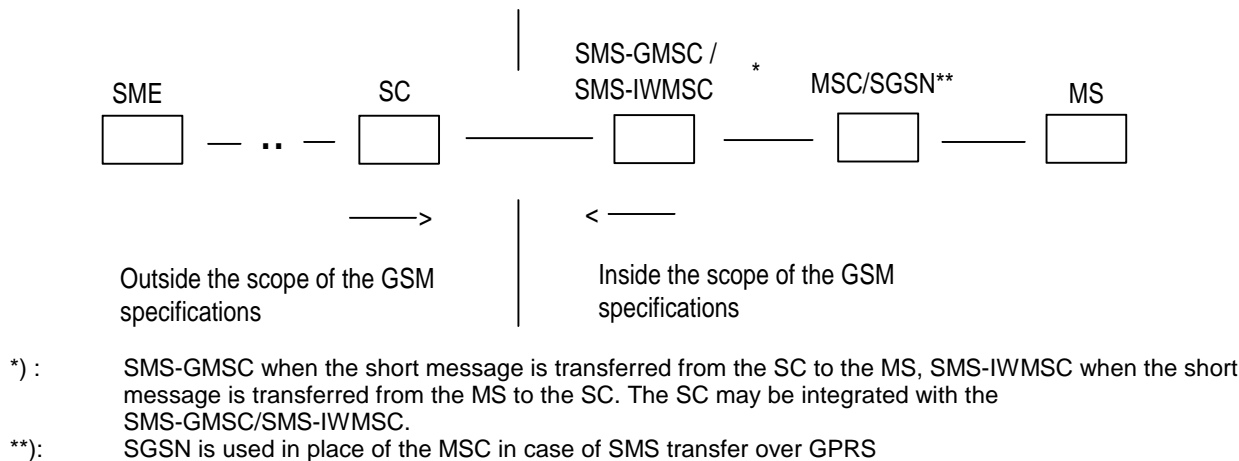 SMS-GMSC /
SMS-IWMSC
*
SME
SC
MSC/SGSN**
MS
Outside the scope of the GSM
specifications
Inside the scope of the GSM
specifications
*) : SMS-GMSC when the short message is transferred from the SC to the MS, SMS-IWMSC when the short
message is transferred from the MS to the SC. The SC may be integrated with the
SMS-GMSC/SMS-IWMSC.
**): SGSN is used in place of the MSC in case of SMS transfer over GPRS